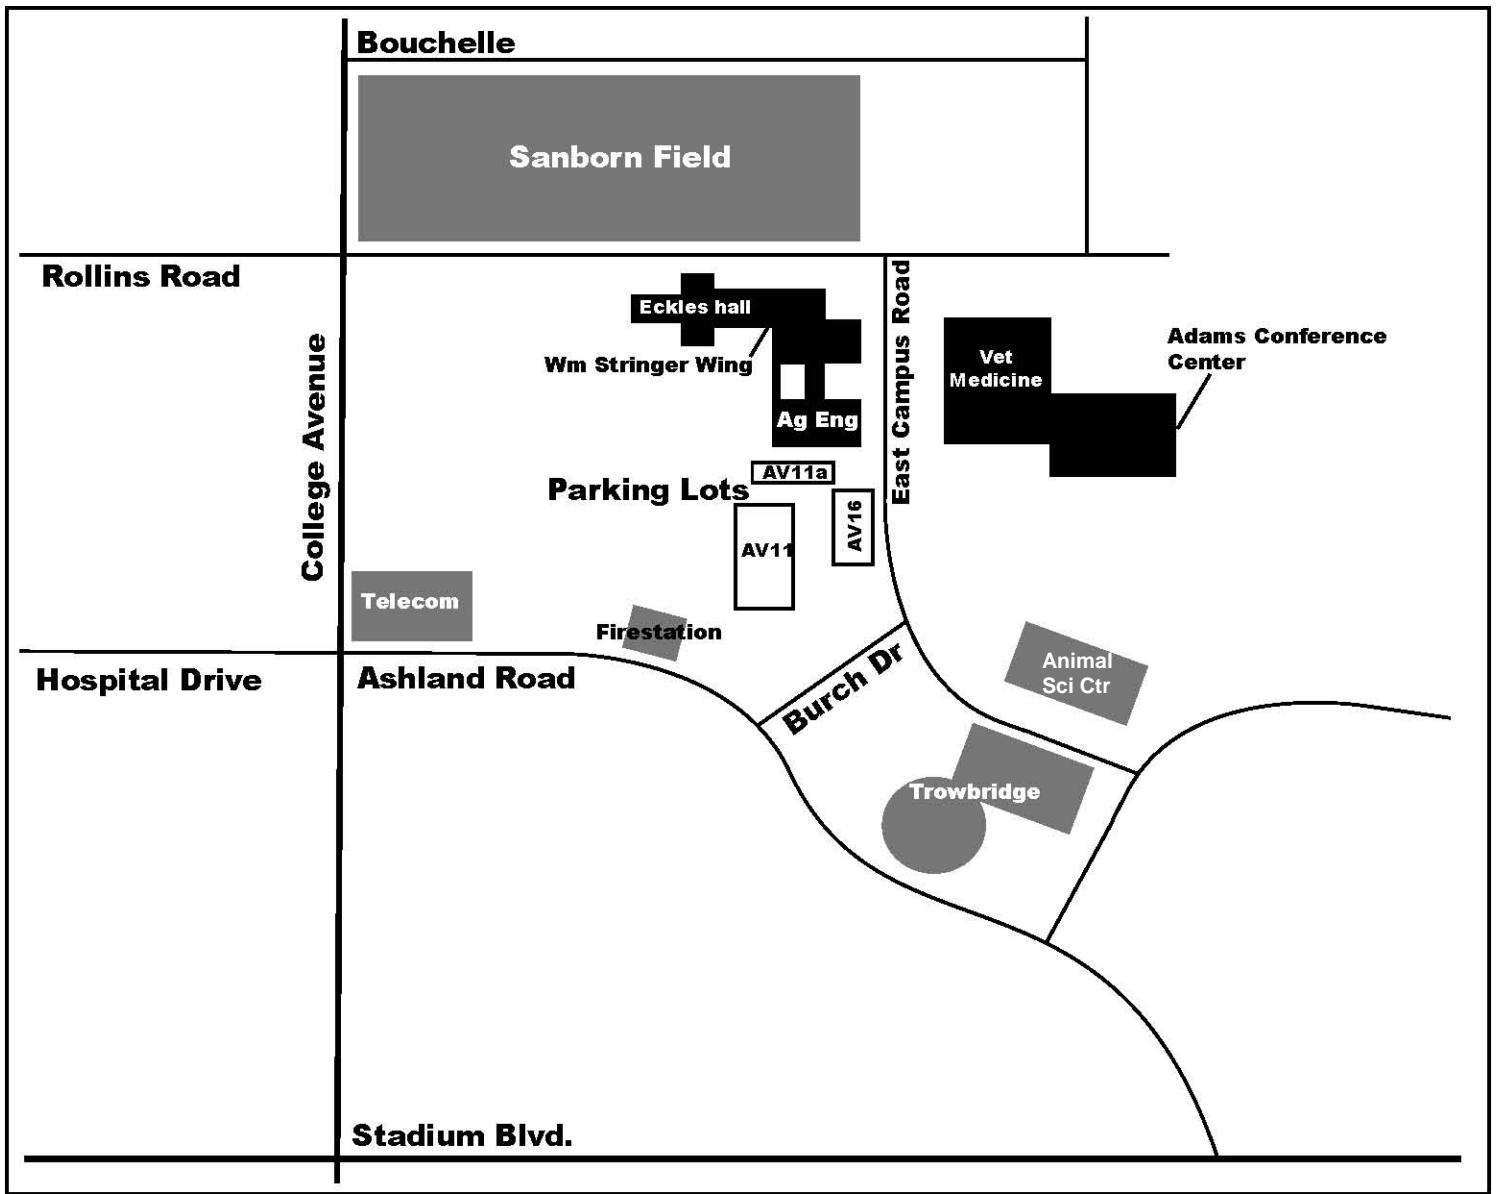 Bouchelle
Sanborn Field
Rollins Road
East Campus Road
Eckles hall
Adams Conference
Center
Wm Stringer Wing
Vet
Medicine
College Avenue
Ag Eng
AV11a
Parking Lots
AV16
AV11
Telecom
Firestation
Hospital Drive
Ashland Road
Burch Dr
Animal
Sci Ctr
Trowbridge
Stadium Blvd.